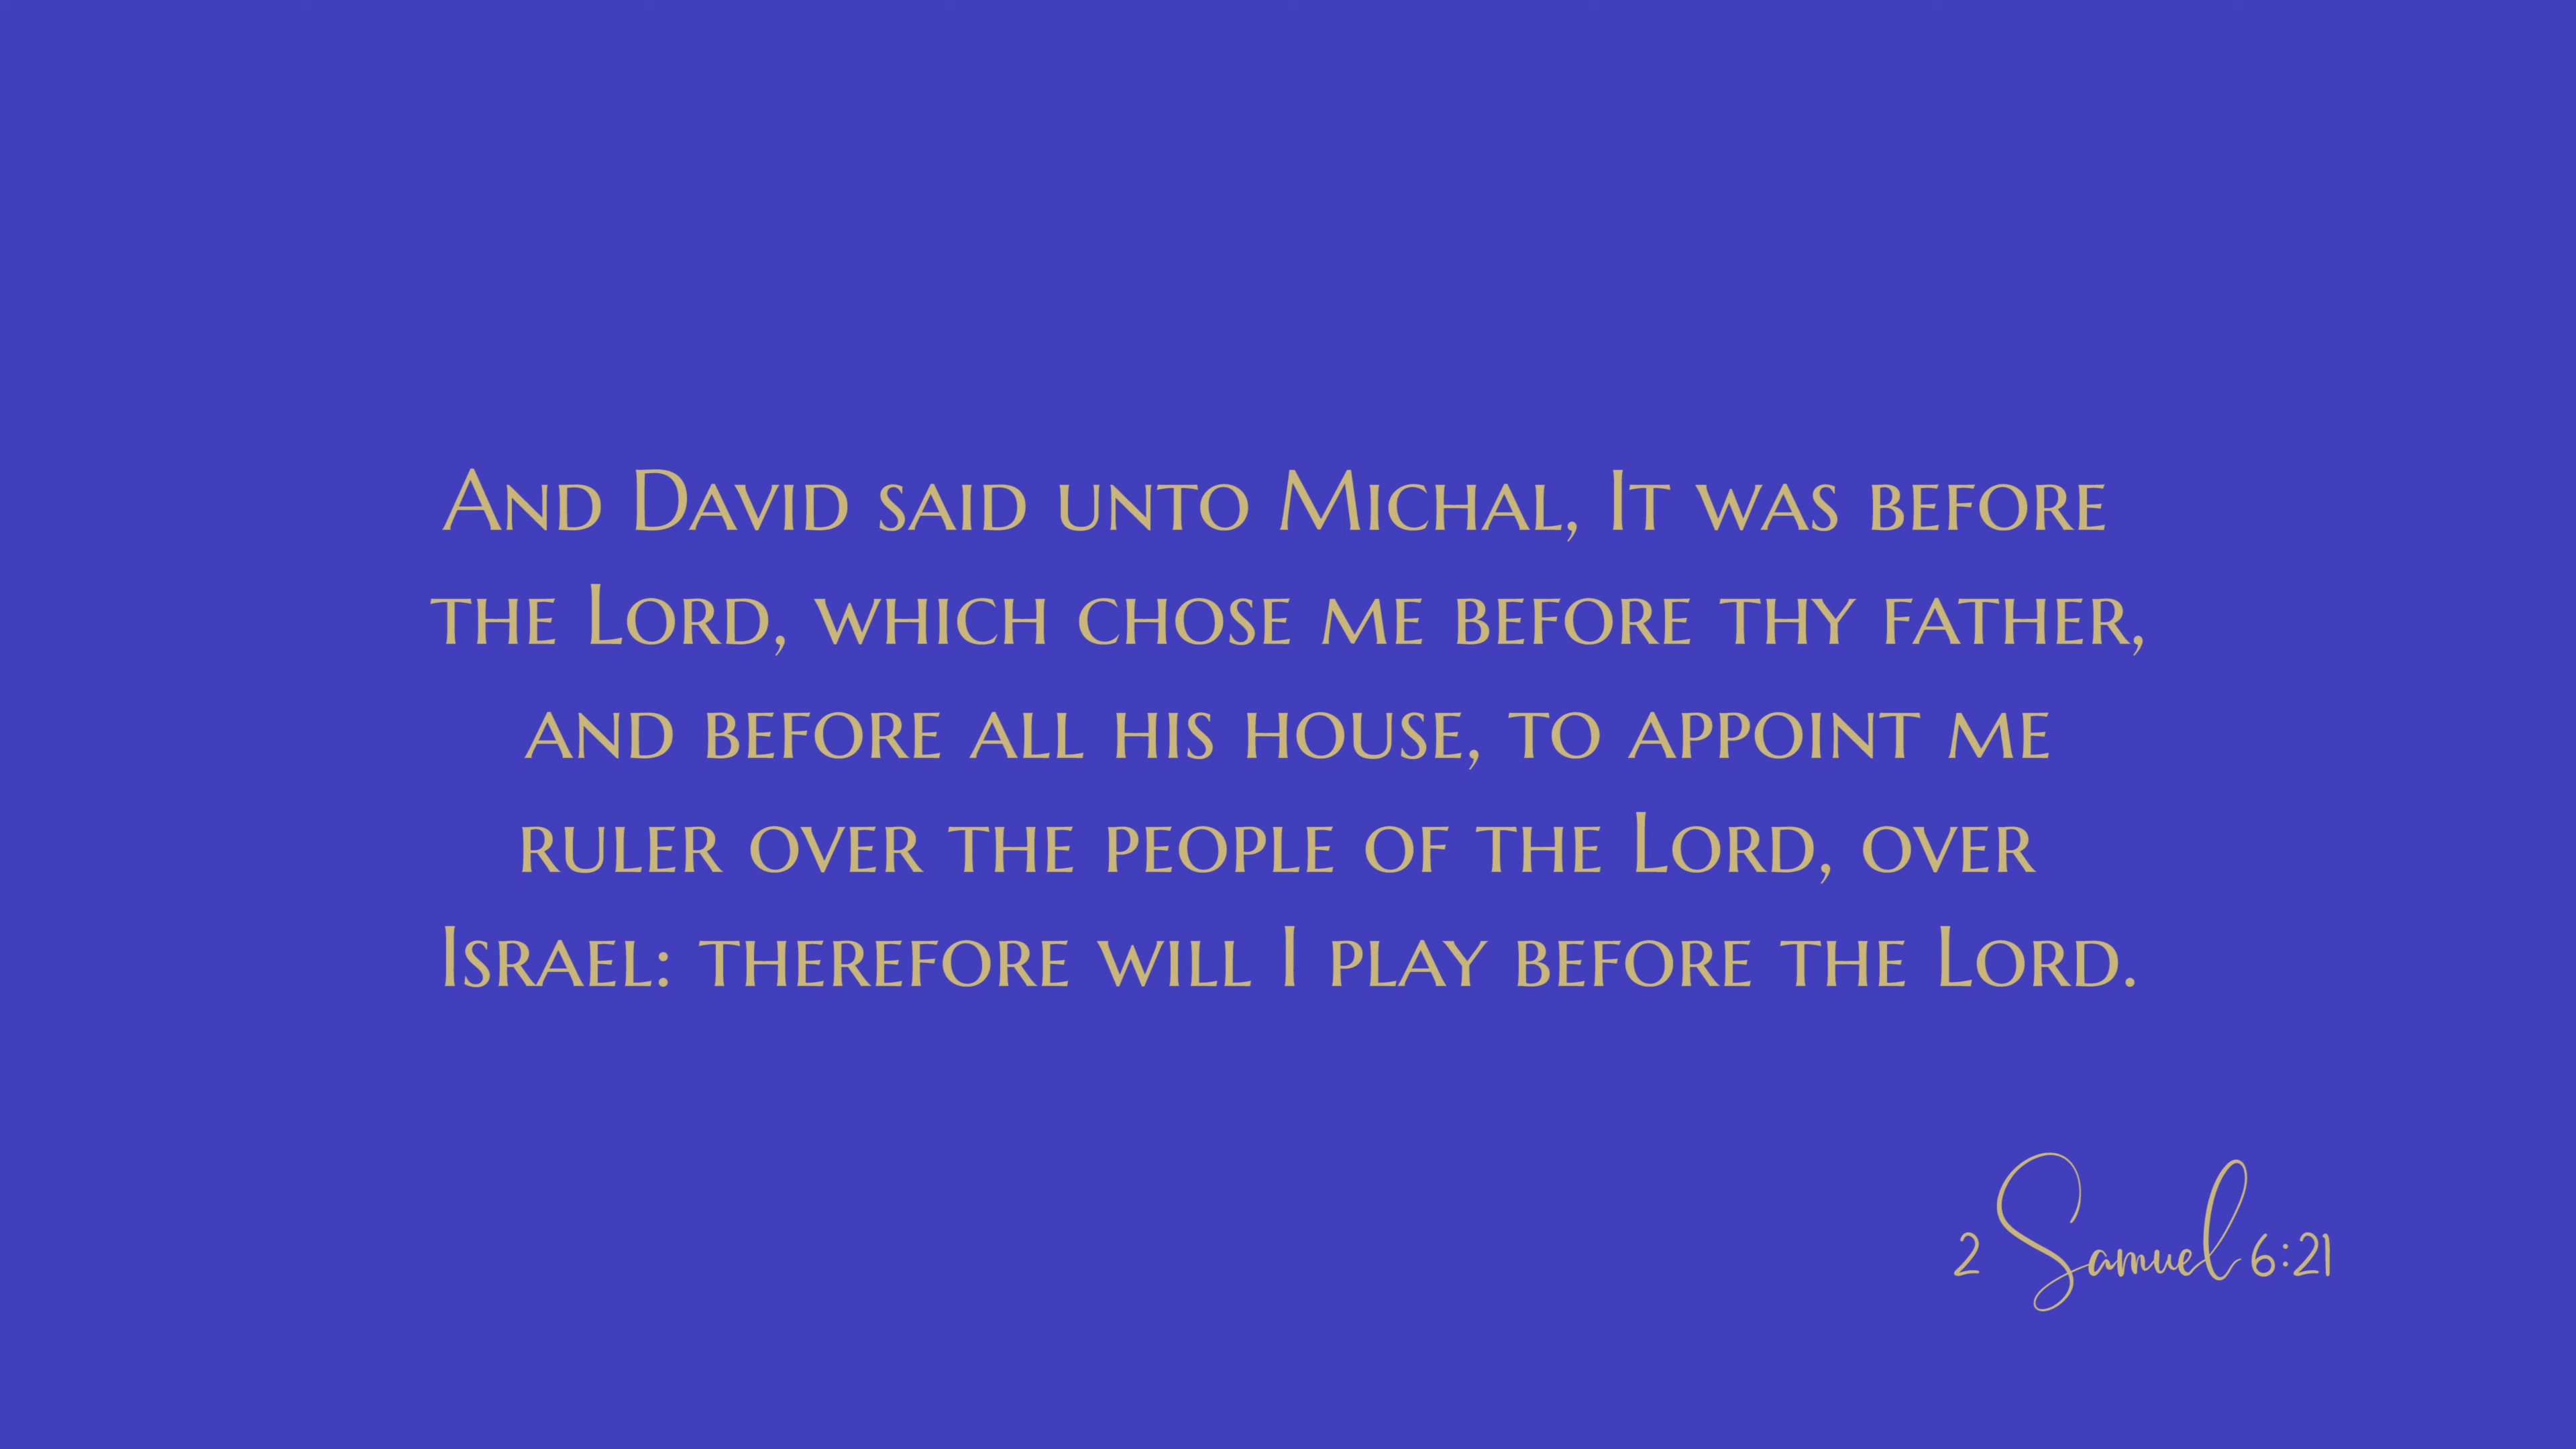 And David said unto Michal, It was before
the Lord, which chose me before thy father,
and before all his house, to appoint me
ruler over the people of the Lord, over
Israel: therefore will I play before the Lord.
2 Samuel 6:21